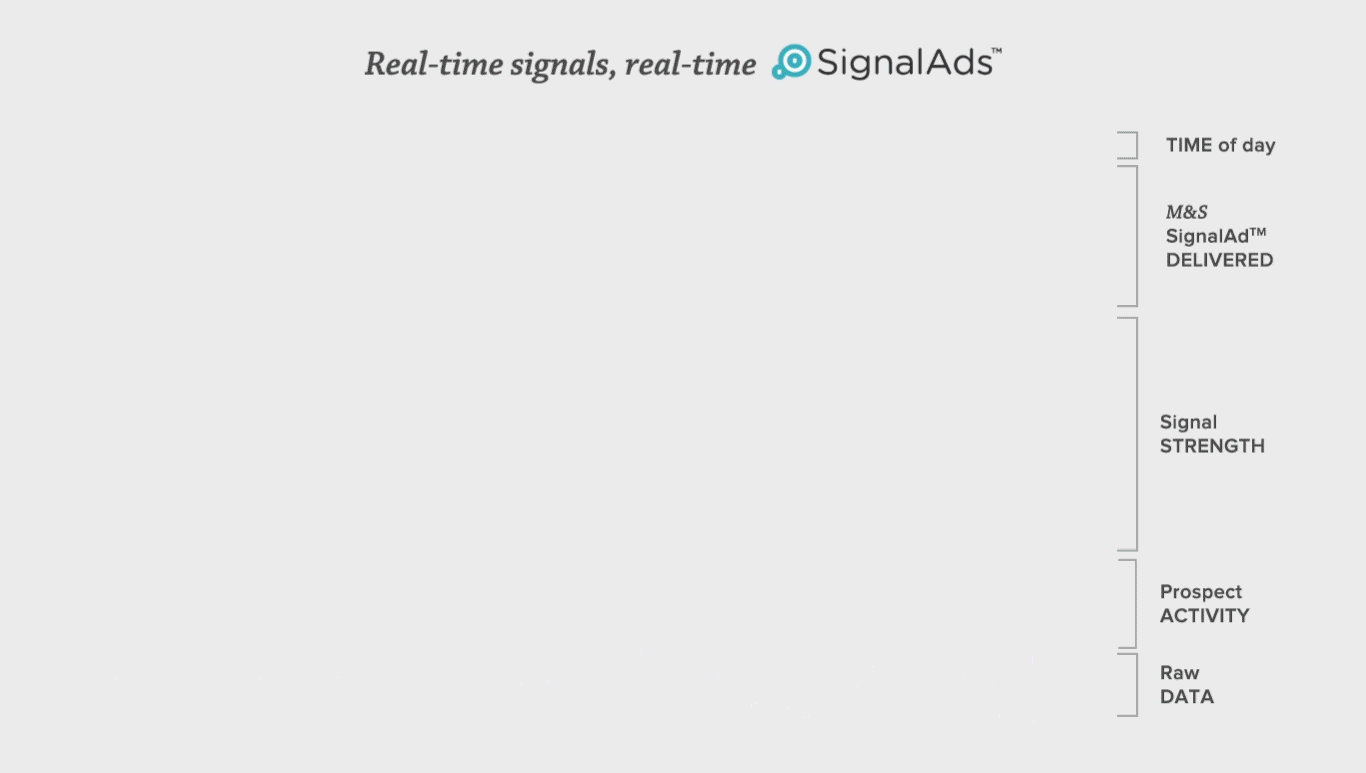 Real-time signals, real-time SignalAds™
TIME of day
M&S
SignalAd™
DELIVERED
Signal
STRENGTH
Prospect
ACTIVITY
Raw
DATA